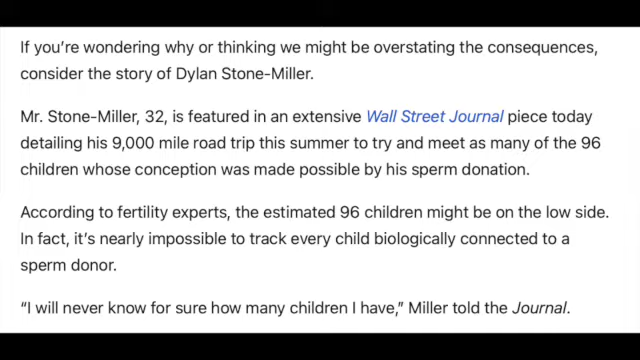 If you’re wondering why or thinking we might be overstating the consequences,
consider the story of Dylan Stone-Miller.
Mr. Stone-Miller, 32, is featured in an extensive Wall Street Journal piece today
detailing his 9,000 mile road trip this summer to try and meet as many of the 96
children whose conception was made possible by his sperm donation.
According to fertility experts, the estimated 96 children might be on the low side.
In fact, it’s nearly impossible to track every child biologically connected to a
sperm donor.
“I will never know for sure how many children I have,” Miller told the Journal.